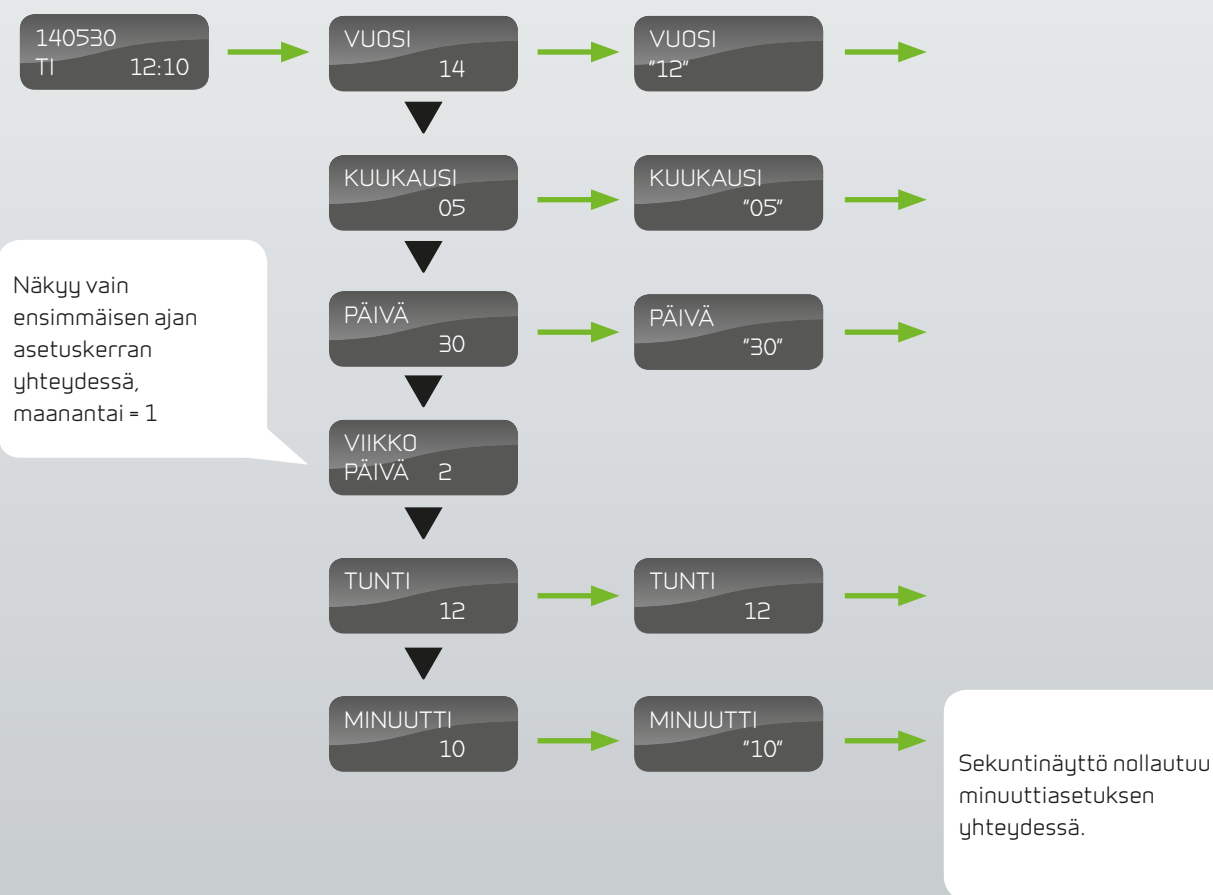 140530
TI 12:10
VUOSI
14
VUOSI
"12"
KUUKAUSI
05
KUUKAUSI
"05"
Näkyy vain
ensimmäisen ajan
asetuskerran
yhteydessä,
maanantai = 1
PÄIVÄ
30
PÄIVÄ
"30"
VIIKKO
PÄIVÄ 2
TUNTI
12
TUNTI
12
MINUUTTI
10
MINUUTTI
"10"
Sekuntinäyttö nollautuu
minuuttiasetuksen
yhteydessä.